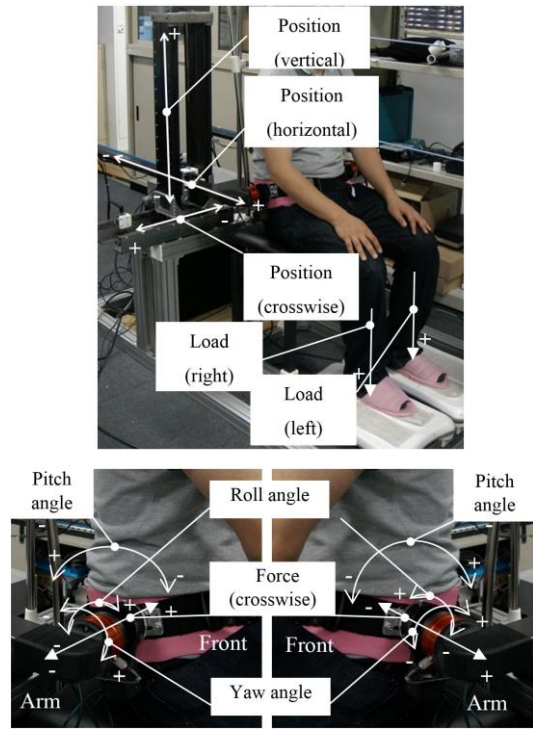 Position
(vertical)
Position
(horizontal)
Position
(crosswise)
Load
(right)
Load
(left)
+
-
-
+
-
+
+
+
Pitch
angle
Roll angle
Pitch
angle
Force
(crosswise)
Yaw angle
Front
Front
Arm
Arm
-
+
-
-
+
+
-
-
+
-
+
-
+
+
-
-
-
+